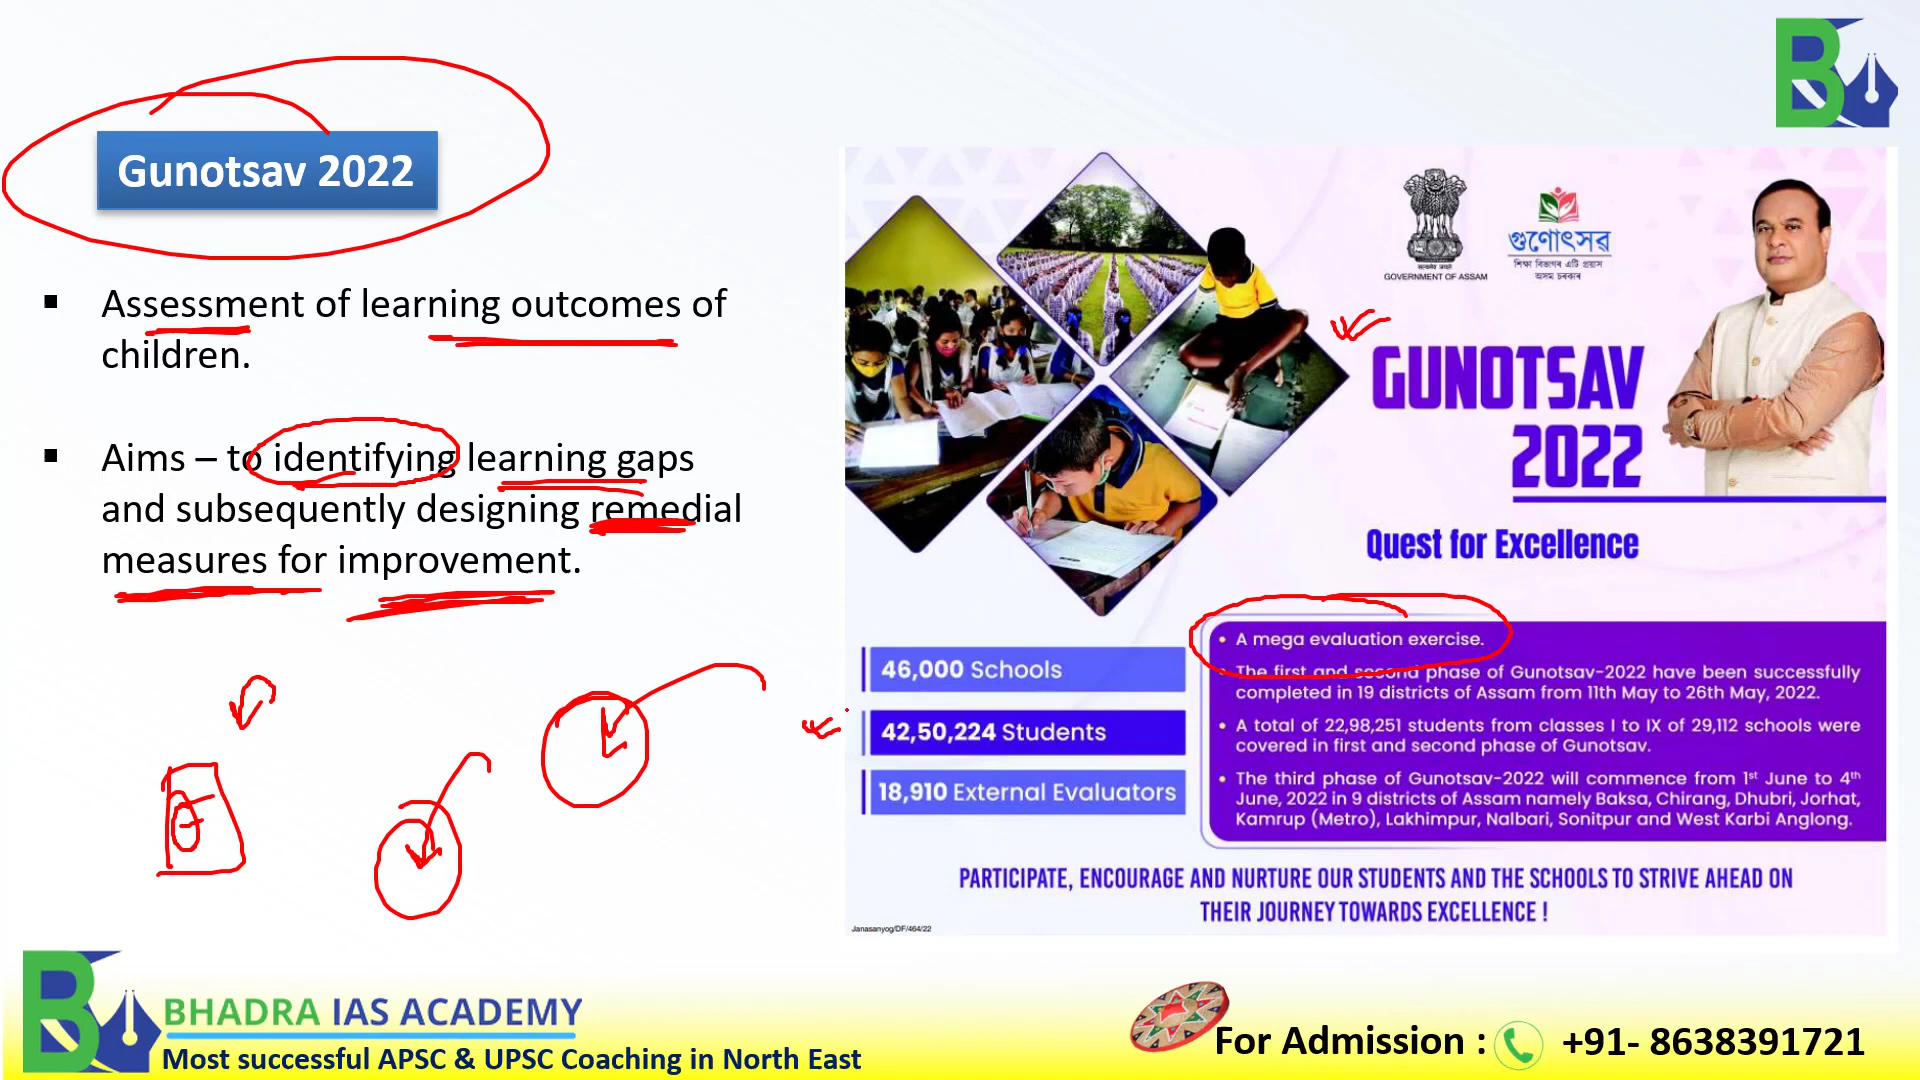 Gunotsav 2022
▪ Assessment of learning outcomes of
children.
▪ Aims – to identifying learning gaps
and subsequently designing remedial
measures for improvement.
GOVERNMENT OF ASSAM
গুণোৎসৱ
শিক্ষা বিভাগৰ এটি প্ৰয়াস
অসম চৰকাৰ
GUNOTSAV
2022
Quest for Excellence
46,000 Schools
42,50,224 Students
18,910 External Evaluators
• A mega evaluation exercise.
• The first and second phase of Gunotsav-2022 have been successfully
completed in 19 districts of Assam from 11th May to 26th May, 2022.
• A total of 22,98,251 students from classes I to IX of 29,112 schools were
covered in first and second phase of Gunotsav.
• The third phase of Gunotsav-2022 will commence from 1st June to 4th
June, 2022 in 9 districts of Assam namely Baksa, Chirang, Dhubri, Jorhat,
Kamrup (Metro), Lakhimpur, Nalbari, Sonitpur and West Karbi Anglong.
PARTICIPATE, ENCOURAGE AND NURTURE OUR STUDENTS AND THE SCHOOLS TO STRIVE AHEAD ON
THEIR JOURNEY TOWARDS EXCELLENCE !
Janasanyog/DF/464/22
BHADRA IAS ACADEMY
Most successful APSC & UPSC Coaching in North East
For Admission : +91- 8638391721